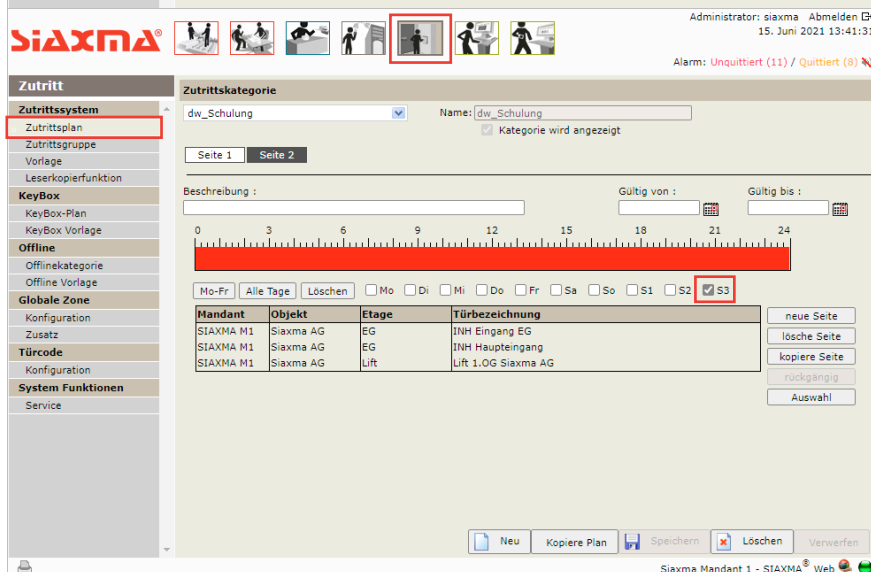 Administrator: siaxma Abmelden
15. Juni 2021 13:41:31
SiAXMA®
Alarm: Unquittiert (11) / Quittiert (8)
Zutritt
Zutrittssystem
Zutrittsplan
Zutrittsgruppe
Vorlage
Leserkopierfunktion
KeyBox
KeyBox-Plan
KeyBox Vorlage
Offline
Offlinekategorie
Offline Vorlage
Globale Zone
Konfiguration
Zusatz
Türcode
Konfiguration
System Funktionen
Service
Zutrittskategorie
dw_Schulung Name: dw_Schulung
Kategorie wird angezeigt
Seite 1 Seite 2
Beschreibung : Gültig von : Gültig bis :
0 3 6 9 12 15 18 21 24
Mo-Fr Alle Tage Löschen Mo Di Mi Do Fr Sa So S1 S2 S3
Mandant Objekt Etage Türbezeichnung
SIAXMA M1 Siaxma AG EG INH Eingang EG
SIAXMA M1 Siaxma AG EG INH Haupteingang
SIAXMA M1 Siaxma AG Lift Lift 1.OG Siaxma AG
neue Seite
lösche Seite
kopiere Seite
rückgängig
Auswahl
Neu Kopiere Plan Speichern Löschen Verwerfen
Siaxma Mandant 1 - SIAXMA® Web